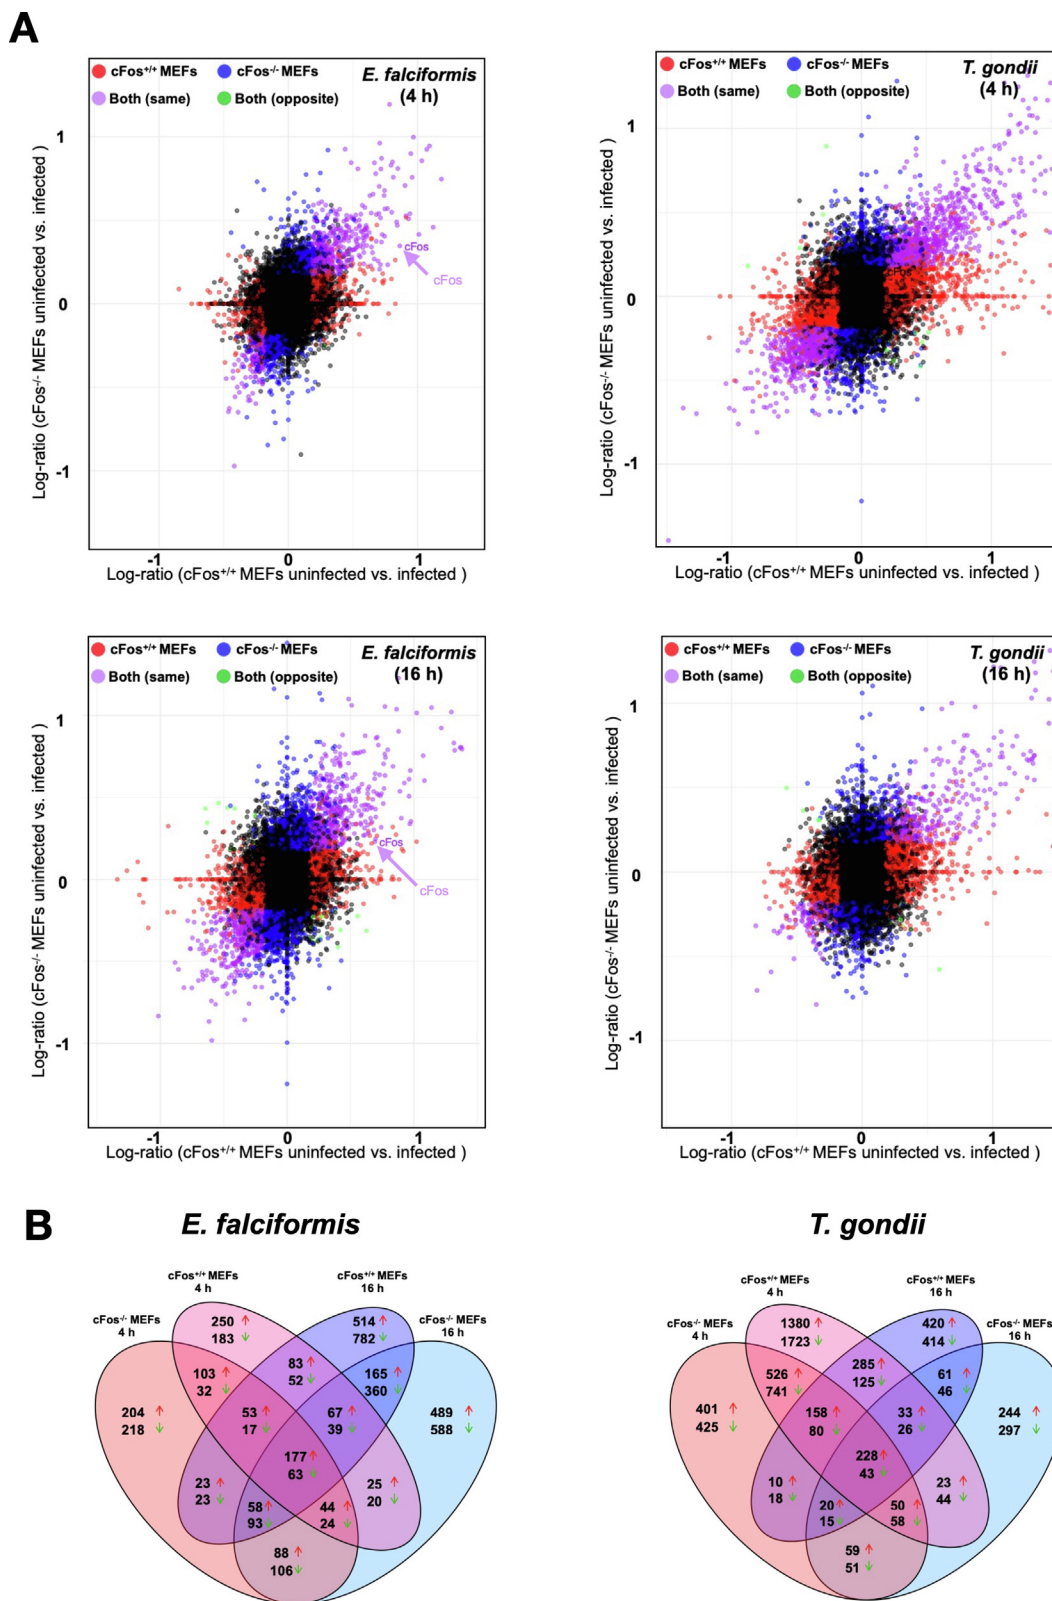 A
cFos+/+ MEFs cFos-/- MEFs E. falciformis
Both (same) Both (opposite) (4 h)
1
cFos
cFos
0
-1
-1 0 1
Log-ratio (cFos-/- MEFs uninfected vs. infected )
Log-ratio (cFos+/+ MEFs uninfected vs. infected )
cFos+/+ MEFs cFos-/- MEFs T. gondii
Both (same) Both (opposite) (4 h)
1
cFos
0
-1
-1 0 1
Log-ratio (cFos-/- MEFs uninfected vs. infected )
Log-ratio (cFos+/+ MEFs uninfected vs. infected )
cFos+/+ MEFs cFos-/- MEFs E. falciformis
Both (same) Both (opposite) (16 h)
1
cFos
0
cFos
-1
-1 0 1
Log-ratio (cFos-/- MEFs uninfected vs. infected )
Log-ratio (cFos+/+ MEFs uninfected vs. infected )
cFos+/+ MEFs cFos-/- MEFs T. gondii
Both (same) Both (opposite) (16 h)
1
0
-1
-1 0 1
Log-ratio (cFos-/- MEFs uninfected vs. infected )
Log-ratio (cFos+/+ MEFs uninfected vs. infected )
B
E. falciformis
cFos-/- MEFs
4 h
cFos+/+ MEFs
4 h
cFos+/+ MEFs
16 h
cFos-/- MEFs
16 h
250 ↑
183 ↓
514 ↑
782 ↓
103 ↑
32 ↓
83 ↑
52 ↓
165 ↑
360 ↓
204 ↑
218 ↓
53 ↑
17 ↓
67 ↑
39 ↓
489 ↑
588 ↓
177 ↑
63 ↓
23 ↑
23 ↓
25 ↑
20 ↓
58 ↑
93 ↓
44 ↑
24 ↓
88 ↑
106 ↓
T. gondii
cFos-/- MEFs
4 h
cFos+/+ MEFs
4 h
cFos+/+ MEFs
16 h
cFos-/- MEFs
16 h
1380 ↑
1723 ↓
420 ↑
414 ↓
526 ↑
741 ↓
285 ↑
125 ↓
61 ↑
46 ↓
401 ↑
425 ↓
158 ↑
80 ↓
33 ↑
26 ↓
244 ↑
297 ↓
228 ↑
43 ↓
10 ↑
18 ↓
23 ↑
44 ↓
20 ↑
15 ↓
50 ↑
58 ↓
59 ↑
51 ↓